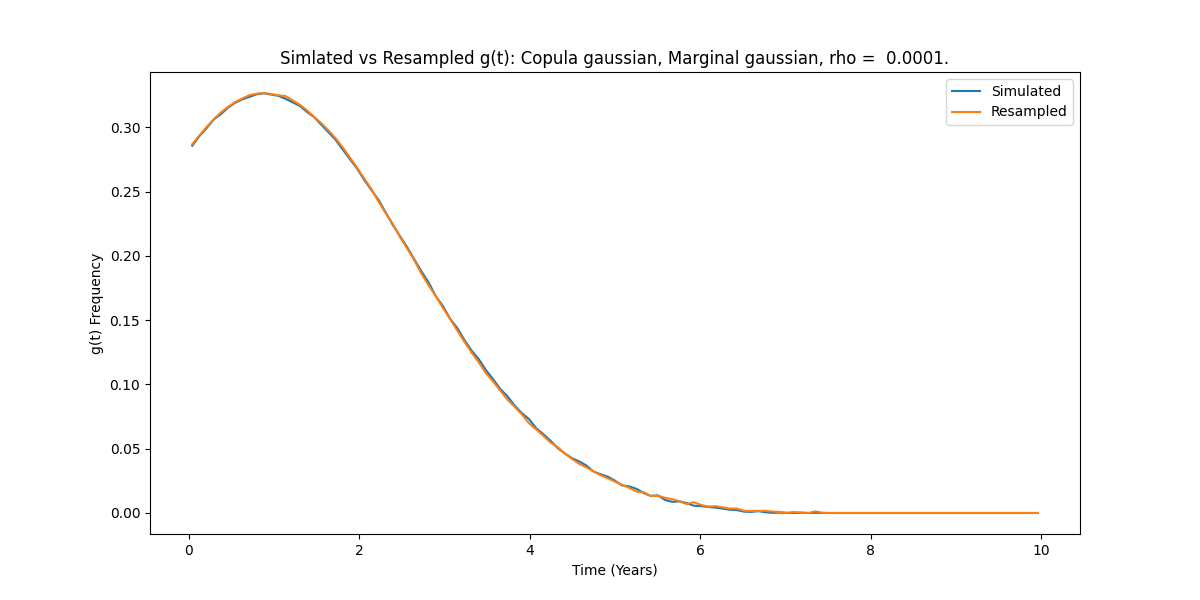 Simlated vs Resampled g(t): Copula gaussian, Marginal gaussian, rho =  0.0001.
Simulated
Resampled
g(t) Frequency
0.30
0.25
0.20
0.15
0.10
0.05
0.00
0
2
4
6
8
10
Time (Years)